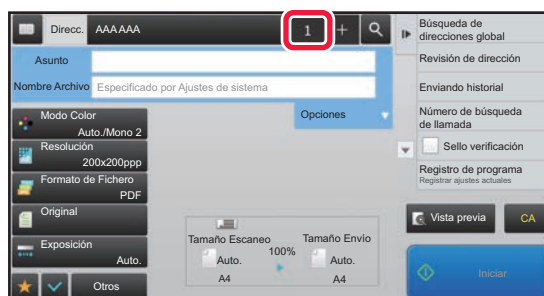 Direcc. AAA AAA 1 +
Asunto
Nombre Archivo Especificado por Ajustes de sistema
Modo Color
Auto./Mono 2
Resolución
200x200ppp
Formato de Fichero
PDF
Original
Exposición
Auto.
Otros
Opciones
Tamaño Escaneo 100% Tamaño Envío
Auto. Auto.
A4 A4
Búsqueda de
direcciones global
Revisión de dirección
Enviando historial
Número de búsqueda
de llamada
Sello verificación
Registro de programa
Registrar ajustes actuales
Vista previa CA
Iniciar